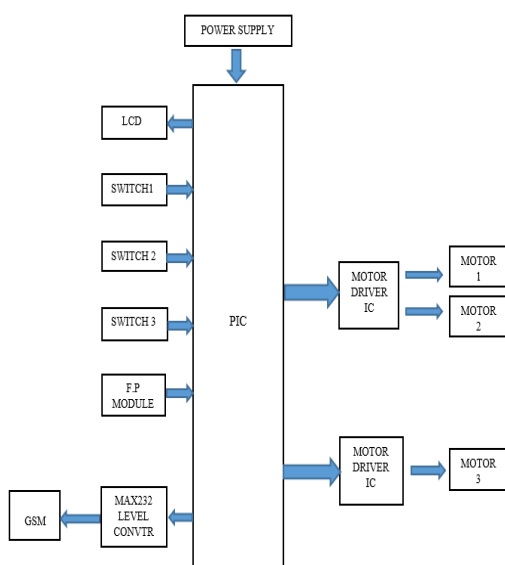 POWER SUPPLY
LCD
SWITCH1
SWITCH 2
SWITCH 3
F.P
MODULE
MAX232
LEVEL
CONVTR
GSM
PIC
MOTOR
DRIVER
IC
MOTOR
1
MOTOR
2
MOTOR
DRIVER
IC
MOTOR
3